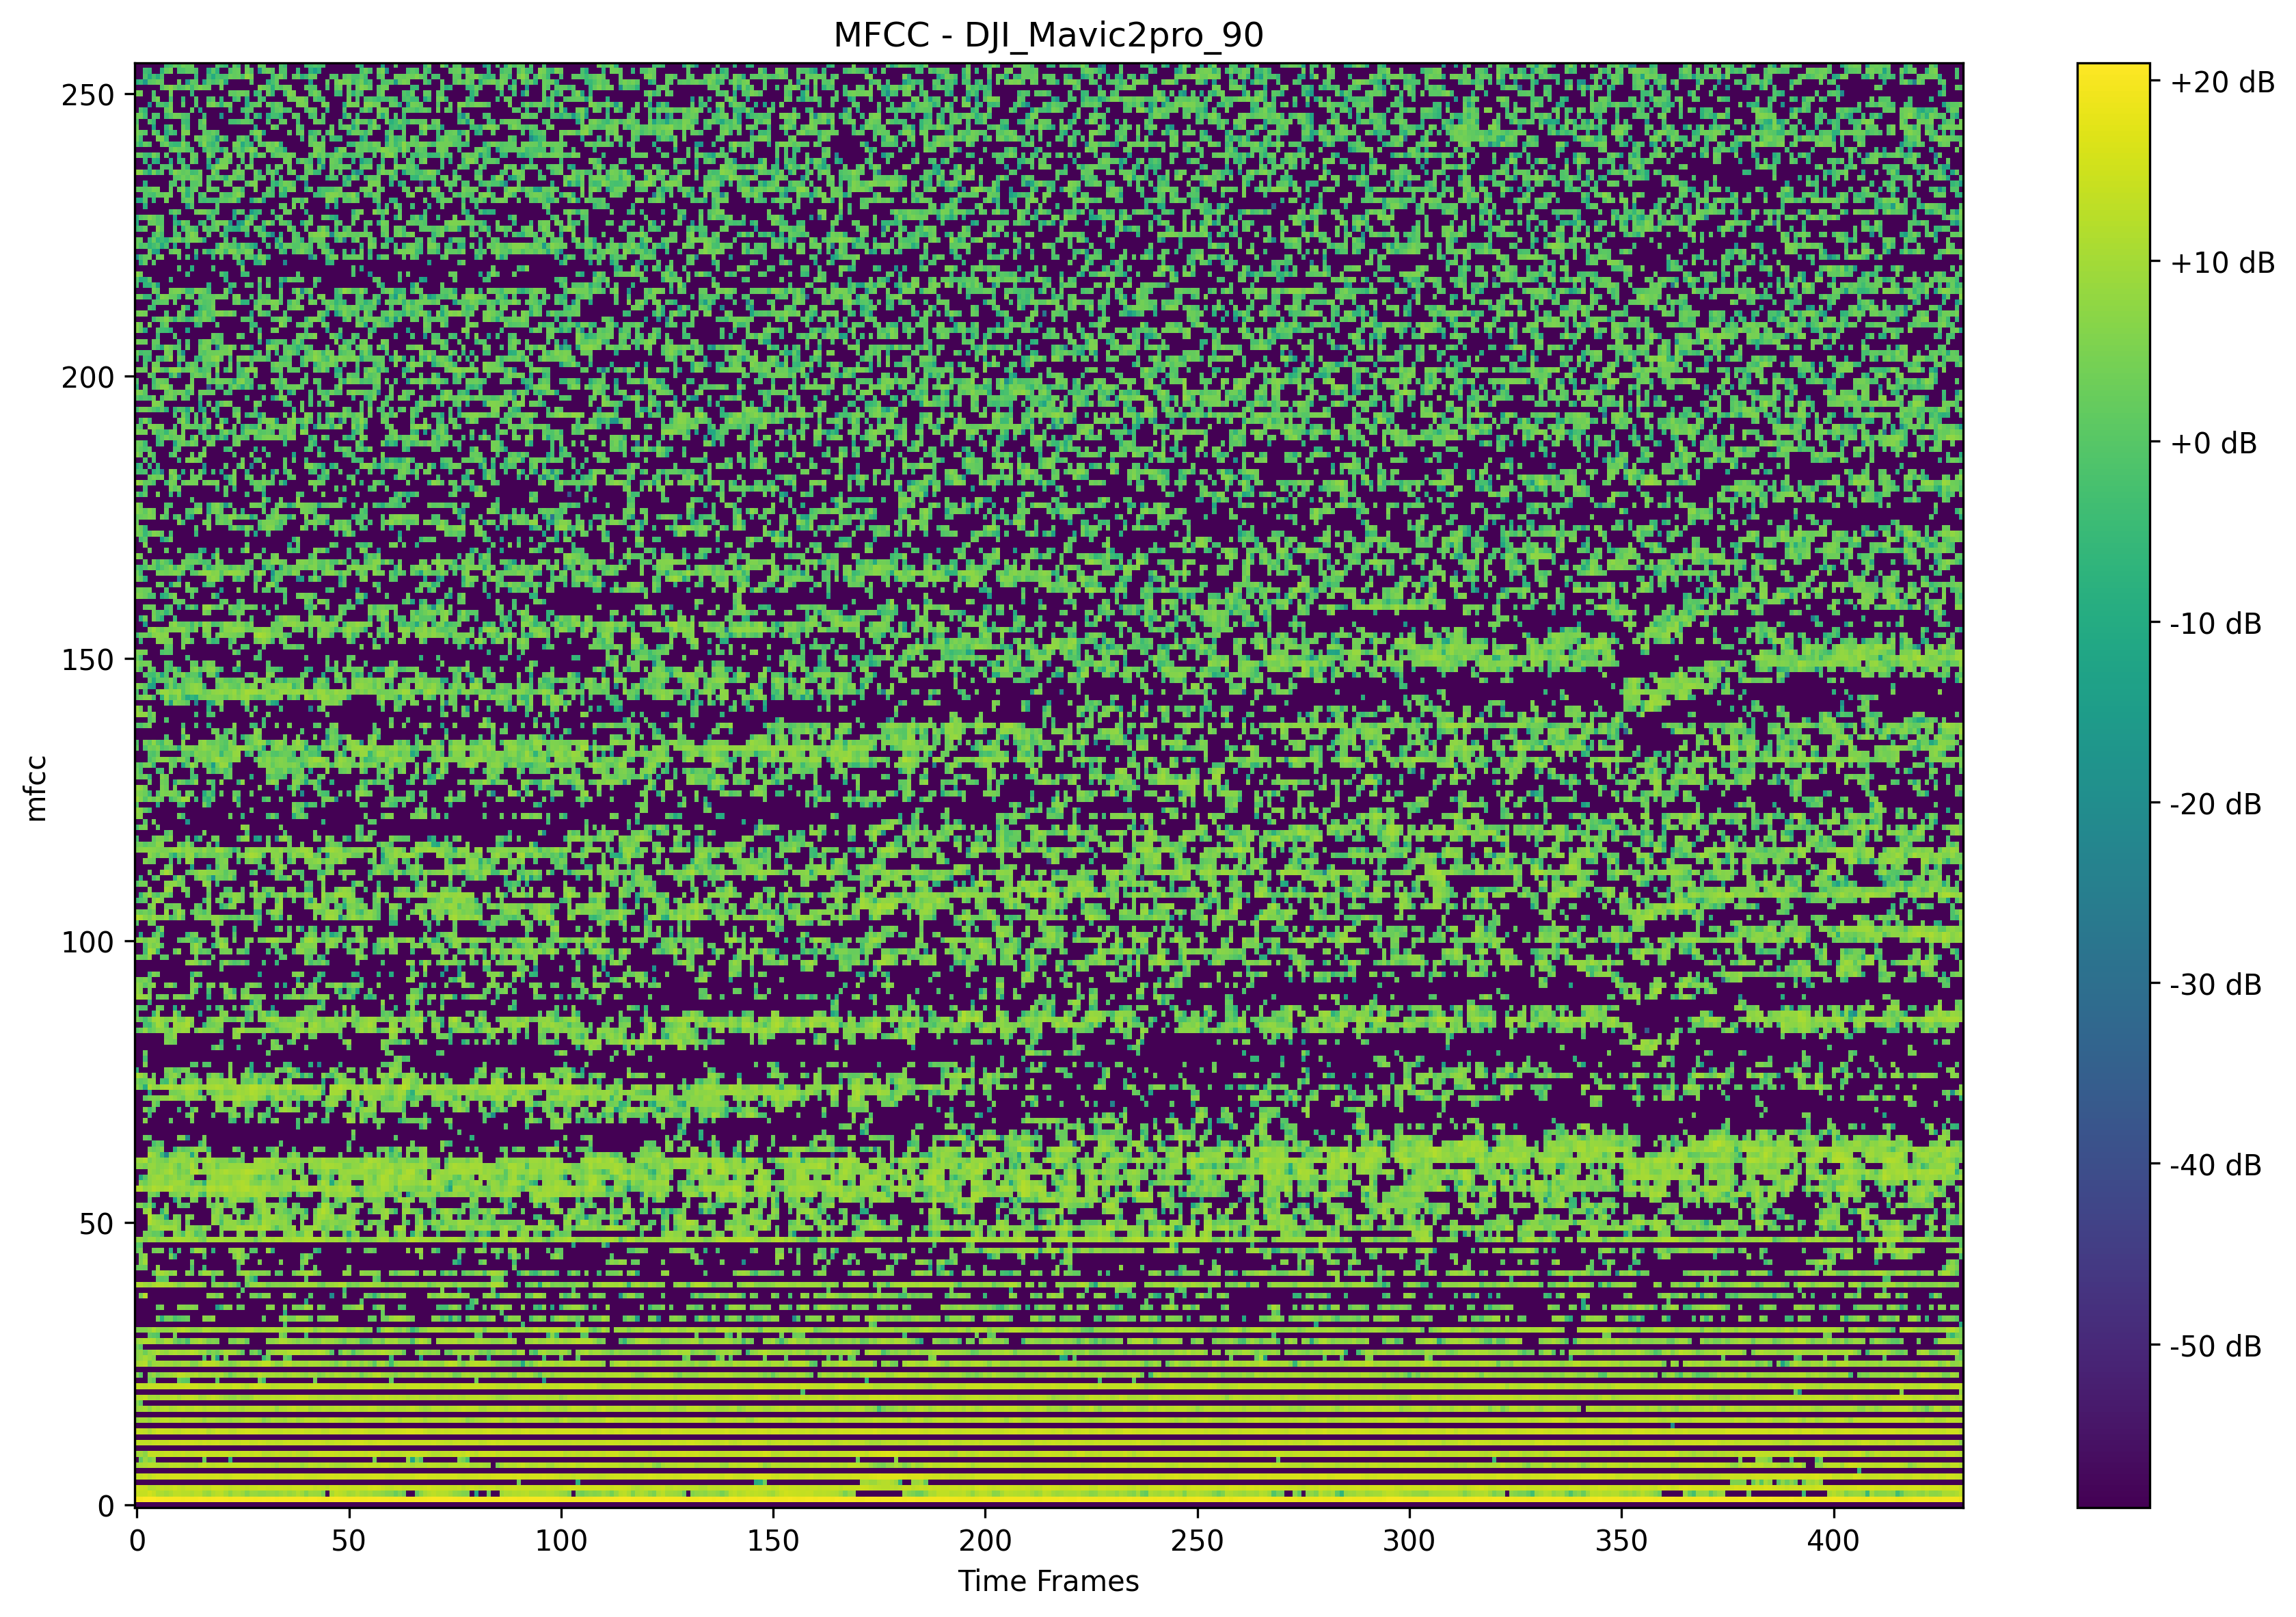 MFCC - DJI_Mavic2pro_90
mfcc
250
200
150
100
50
0
0 50 100 150 200 250 300 350 400
Time Frames
+20 dB
+10 dB
+0 dB
-10 dB
-20 dB
-30 dB
-40 dB
-50 dB